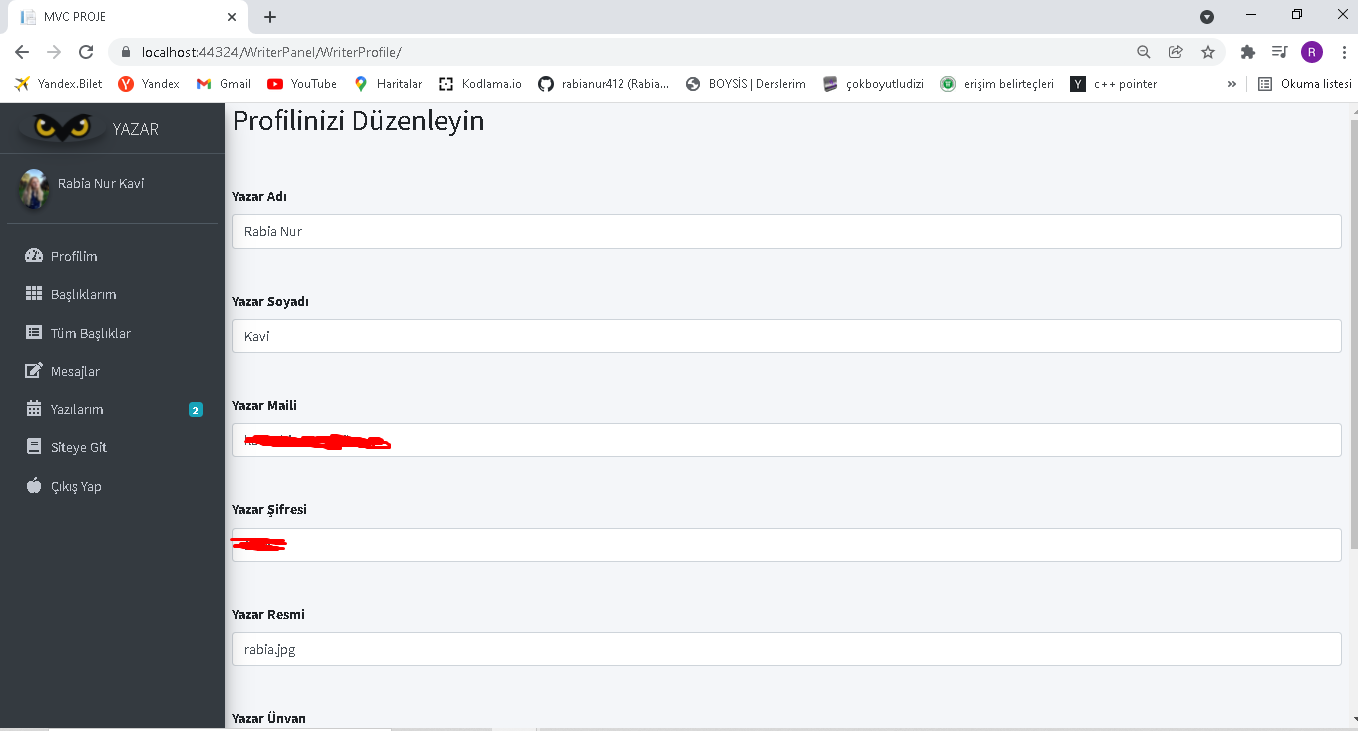 MVC PROJE
localhost:44324/WriterPanel/WriterProfile/
R
Yandex.Bilet Yandex Gmail YouTube Haritalar Kodlama.io rabianur412 (Rabia... BOYSİS | Derslerim çokboyutludizi erişim belirteçleri Y c++ pointer » Okuma listesi
YAZAR
Profilinizi Düzenleyin
Rabia Nur Kavi
Yazar Adı
Rabia Nur
Profilim
Başlıklarım
Yazar Soyadı
Tüm Başlıklar
Kavi
Mesajlar
Yazılarım 2
Yazar Maili
Siteye Git
Çıkış Yap
Yazar Şifresi
Yazar Resmi
rabia.jpg
Yazar Ünvan